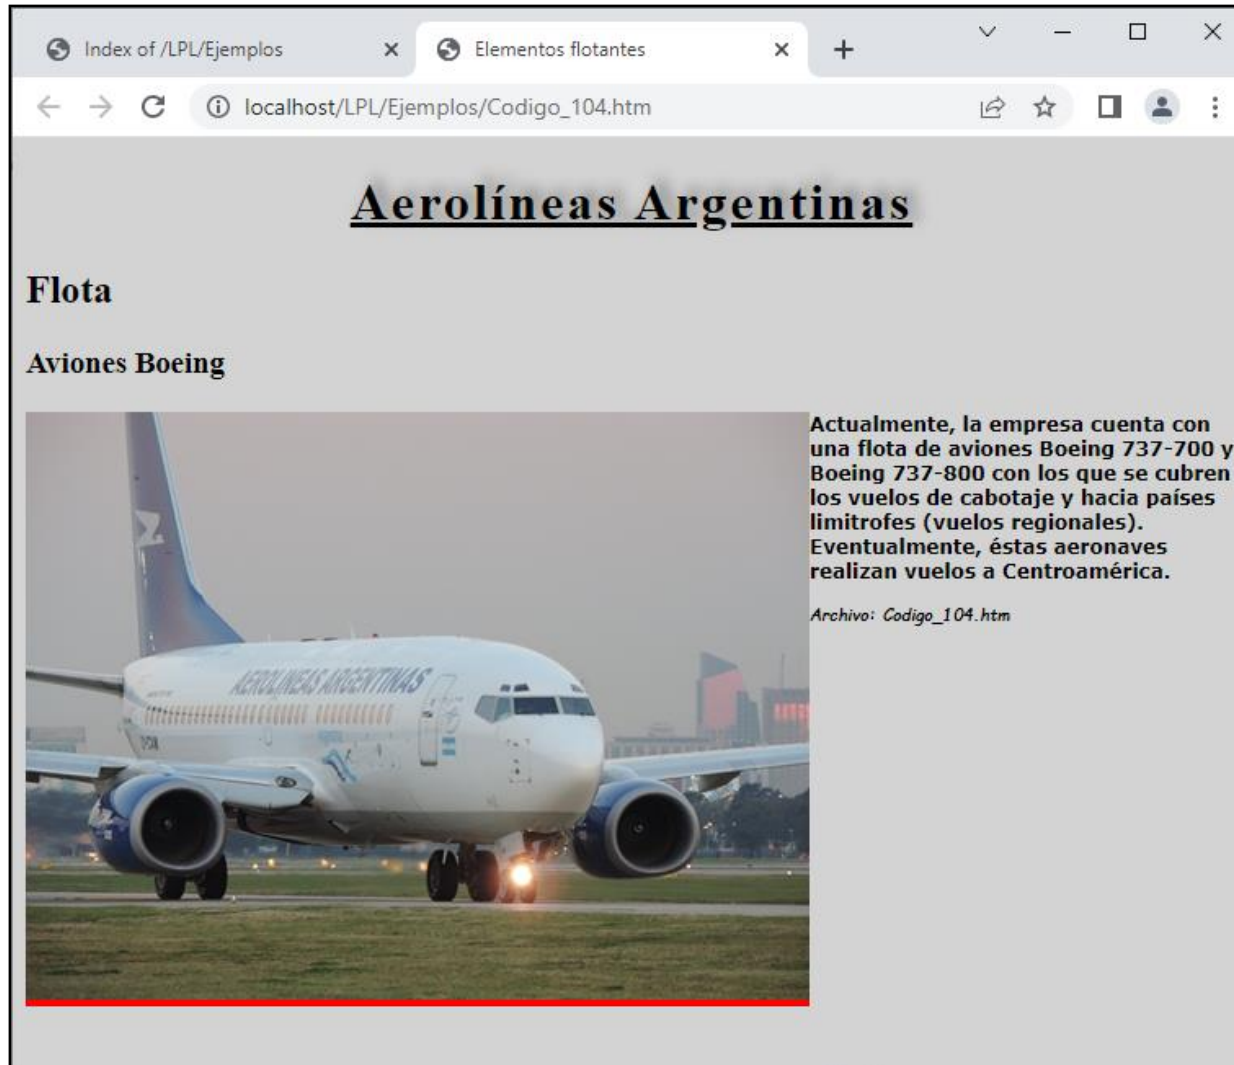 Index of /LPL/Ejemplos
Elementos flotantes
localhost/LPL/Ejemplos/Codigo_104.htm
Aerolíneas Argentinas
Flota
Aviones Boeing
Actualmente, la empresa cuenta con
una flota de aviones Boeing 737-700 y
Boeing 737-800 con los que se cubren
los vuelos de cabotaje y hacia países
limitrofes (vuelos regionales).
Eventualmente, éstas aeronaves
realizan vuelos a Centroamérica.
Archivo: Codigo_104.htm
AEROLINEAS ARGENTINAS